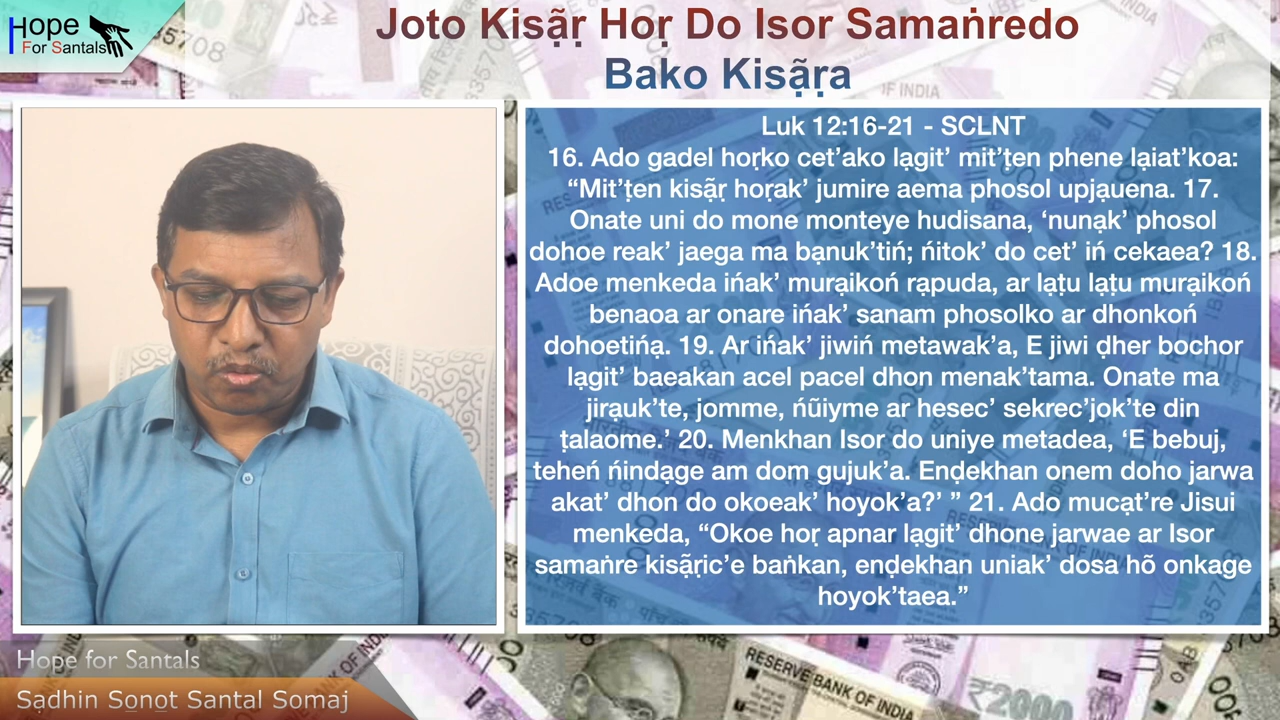 Hope
For Santals
Joto Kisą̃ṛ Hoṛ Do Isor Samaṅredo
Bako Kisą̃ṛa
Luk 12:16-21 - SCLNT
16. Ado gadel hoṛko cet’ako lạgit’ mit’ṭen phene lạiat’koa:
“Mit’ṭen kisạ̃ṛ hoṛak’ jumire aema phosol upjạuena. 17.
Onate uni do mone monteye hudisana, ‘nunạk’ phosol
dohoe reak’ jaega ma bạnuk’tiń; ńitok’ do cet’ iń cekaea? 18.
Adoe menkeda ińak’ murạikoń rạpuda, ar lạṭu lạṭu murạikoń
benaoa ar onare ińak’ sanam phosolko ar dhonkoń
dohoetińạ. 19. Ar ińak’ jiwiń metawak’a, E jiwi ḍher bochor
lạgit’ baeakan acel pacel dhon menak’tama. Onate ma
jirạuk’te, jomme, ńũiyme ar hesec’ sekrec’jok’te din
ṭalaome.’ 20. Menkhan Isor do uniye metadea, ‘E bebuj,
teheń ńindạge am dom gujuk’a. Enḍekhan onem doho jarwa
akat’ dhon do okoeak’ hoyok’a?’ ” 21. Ado mucạt’re Jisui
menkeda, “Okoe hoṛ apnar lạgit’ dhone jarwae ar Isor
samaṅre kisạ̃ṛic’e baṅkan, enḍekhan uniak’ dosa hõ onkage
hoyok’taea.”
Hope for Santals
Sạdhin So̱no̱t Santal Somaj
RESERVE BANK OF INDIA
₹2000